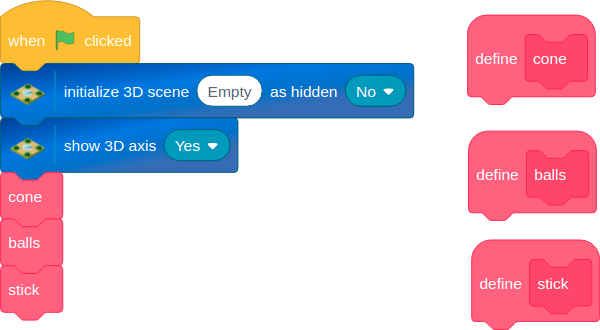 when clicked
initialize 3D scene Empty as hidden No
show 3D axis Yes
cone
balls
stick
define cone
define balls
define stick